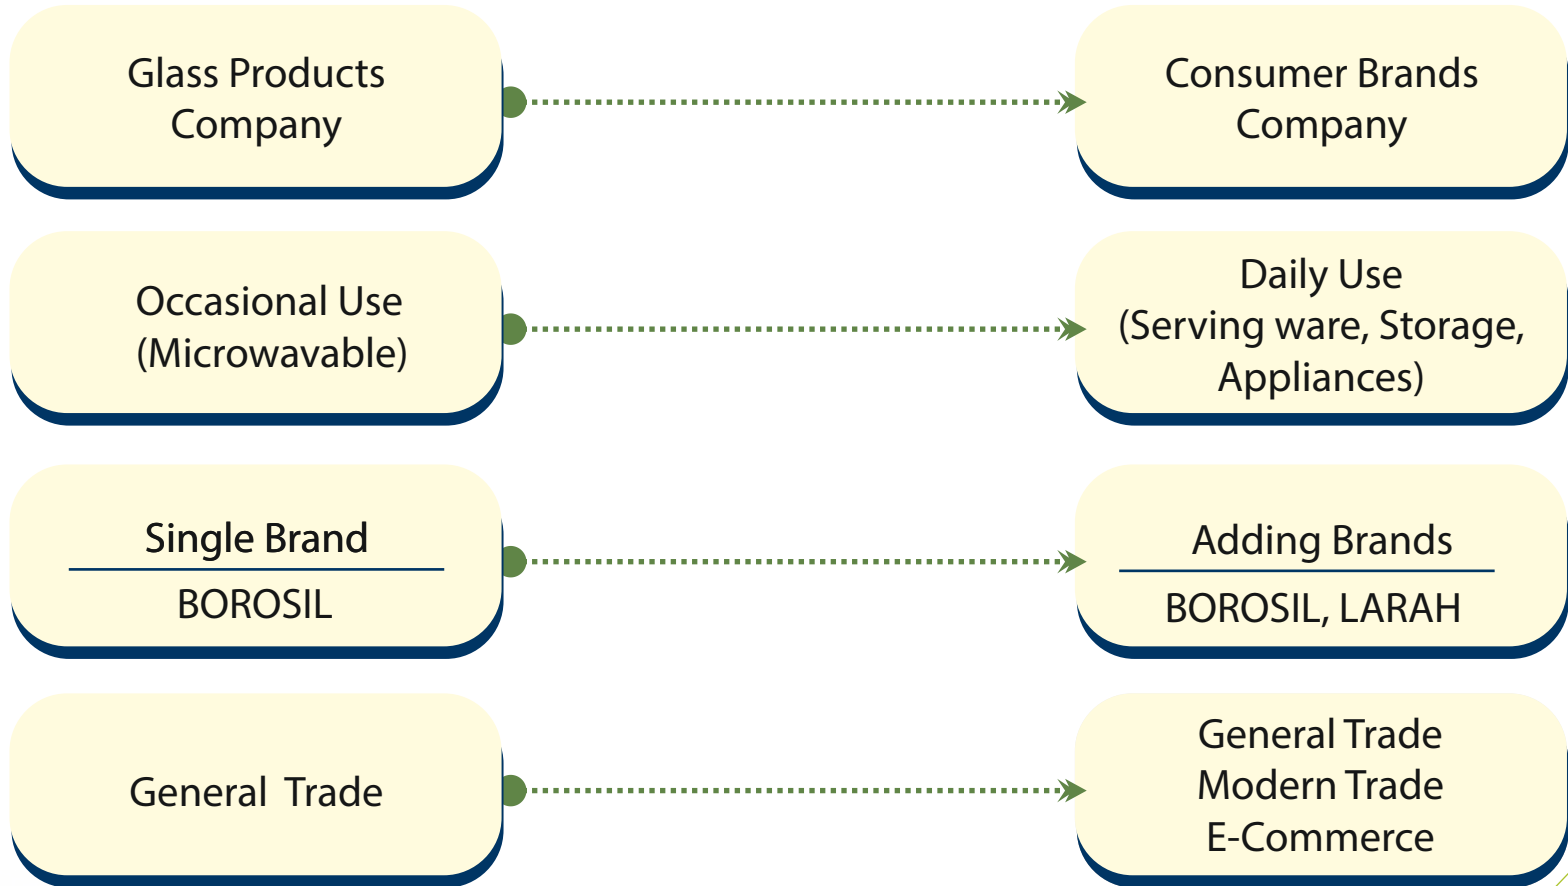 Glass Products
Company
Consumer Brands
Company
Occasional Use
(Microwavable)
Daily Use
(Serving ware, Storage,
Appliances)
Single Brand
BOROSIL
Adding Brands
BOROSIL, LARAH
General Trade
General Trade
Modern Trade
E-Commerce